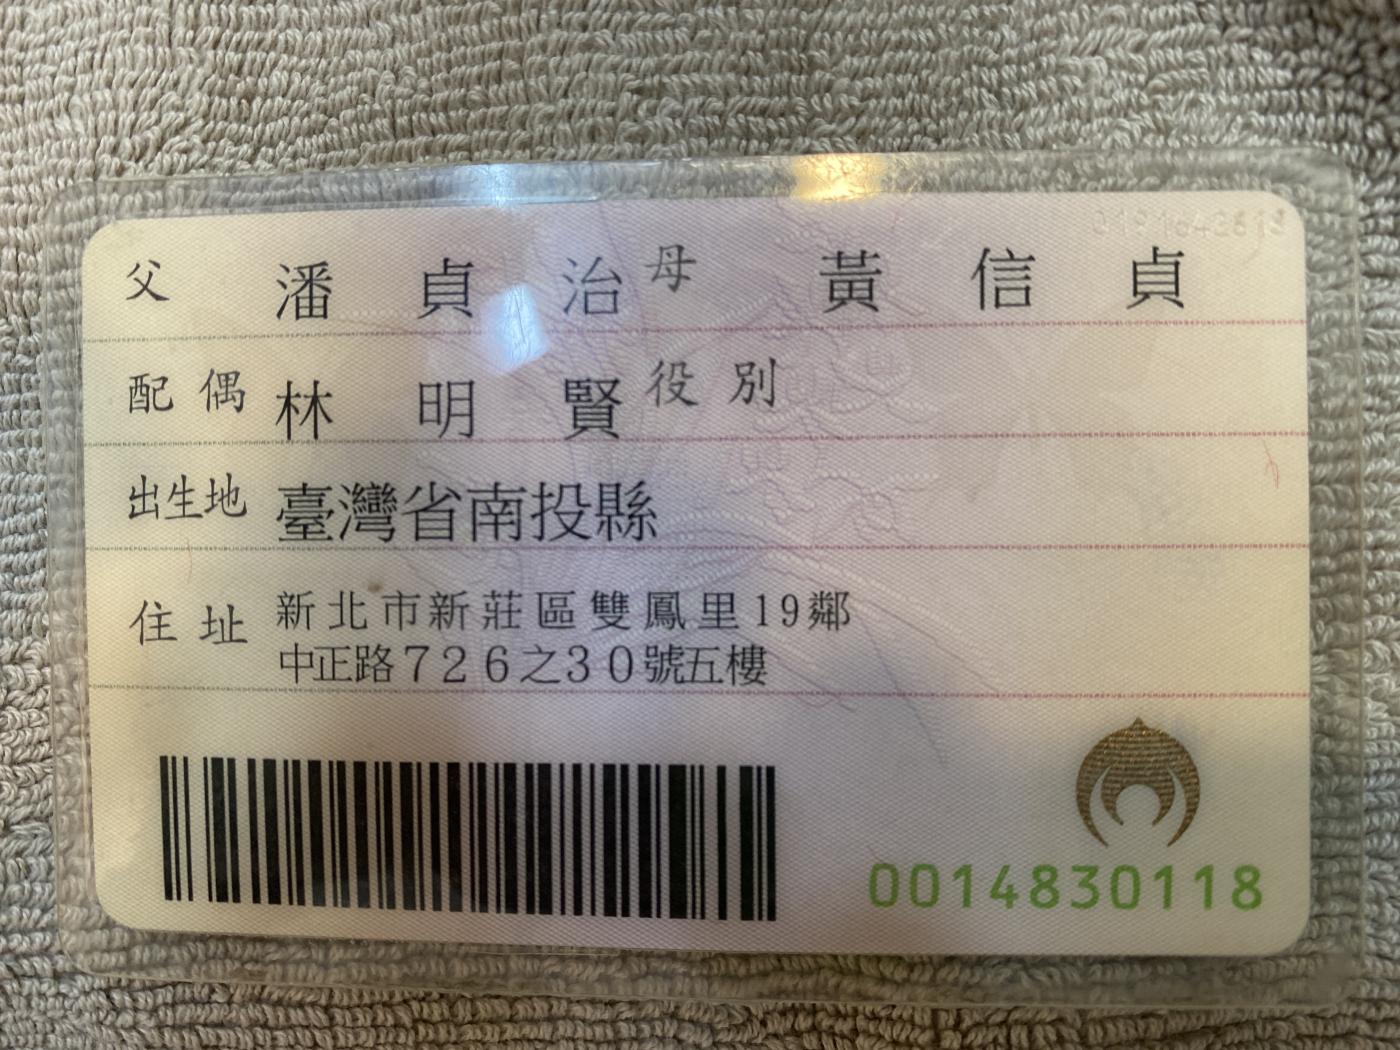 父 潘貞治 母 黃信貞
配偶 林明賢 役別
出生地 臺灣省南投縣
住址 新北市新莊區雙鳳里19鄰
中正路726之30號五樓
0014830118